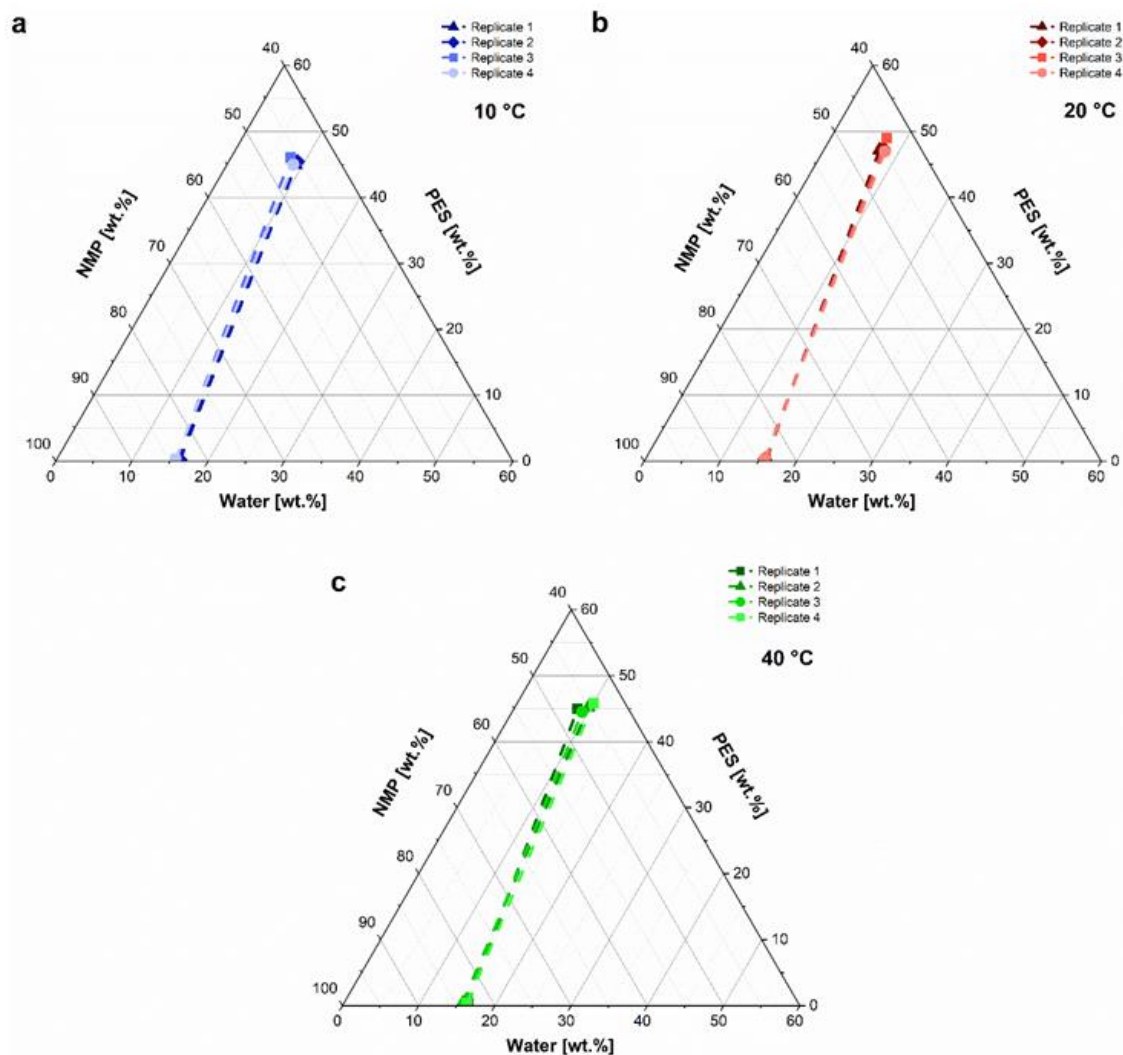 a
Replicate 1
Replicate 2
Replicate 3
Replicate 4
10 °C
40
50
60
70
80
90
100
NMP [wt.%]
60
50
40
30
20
10
0
PES [wt.%]
0
10
20
30
40
50
60
Water [wt.%]
b
Replicate 1
Replicate 2
Replicate 3
Replicate 4
20 °C
40
50
60
70
80
90
100
NMP [wt.%]
60
50
40
30
20
10
0
PES [wt.%]
0
10
20
30
40
50
60
Water [wt.%]
c
Replicate 1
Replicate 2
Replicate 3
Replicate 4
40 °C
40
50
60
70
80
90
100
NMP [wt.%]
60
50
40
30
20
10
0
PES [wt.%]
0
10
20
30
40
50
60
Water [wt.%]